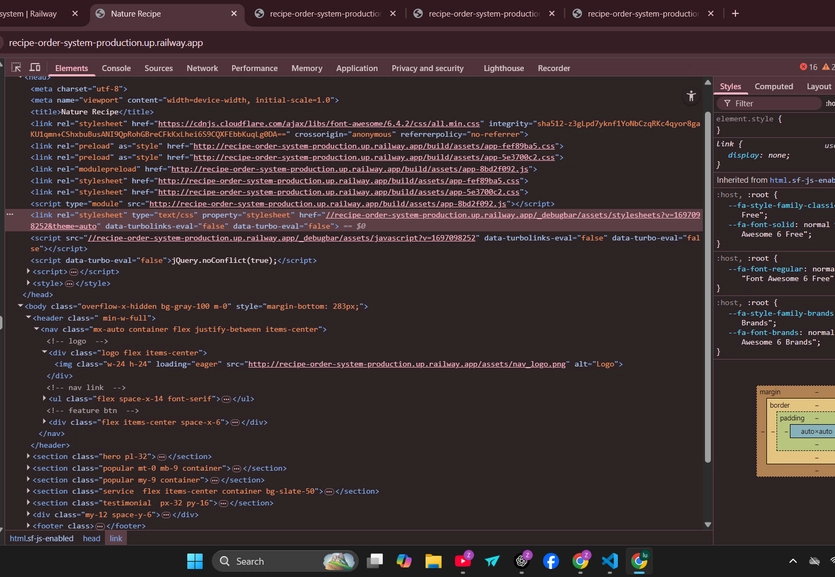 system | Railway
Nature Recipe
recipe-order-system-productio
recipe-order-system-productio
recipe-order-system-productio
recipe-order-system-production.up.railway.app
Elements Console Sources Network Performance Memory Application Privacy and security Lighthouse Recorder 16 2
<head>
<meta charset="utf-8">
<meta name="viewport" content="width=device-width, initial-scale=1.0">
<title>Nature Recipe</title>
<link rel="stylesheet" href="https://cdnjs.cloudflare.com/ajax/libs/font-awesome/6.4.2/css/all.min.css" integrity="sha512-z3gLpd7yknf1YoNbCzqRKc4qyor8ga
KU1qmn+CShxbuBusANI9QpRohGBreCFkKxLhei6S9CQXFEbbKuqLg0DA==" crossorigin="anonymous" referrerpolicy="no-referrer">
<link rel="preload" as="style" href="http://recipe-order-system-production.up.railway.app/build/assets/app-fef89ba5.css">
<link rel="preload" as="style" href="http://recipe-order-system-production.up.railway.app/build/assets/app-5e3700c2.css">
<link rel="modulepreload" href="http://recipe-order-system-production.up.railway.app/build/assets/app-8bd2f092.js">
<link rel="stylesheet" href="http://recipe-order-system-production.up.railway.app/build/assets/app-fef89ba5.css">
<link rel="stylesheet" href="http://recipe-order-system-production.up.railway.app/build/assets/app-5e3700c2.css">
<script type="module" src="http://recipe-order-system-production.up.railway.app/build/assets/app-8bd2f092.js"></script>
<link rel="stylesheet" type="text/css" property="stylesheet" href="//recipe-order-system-production.up.railway.app/_debugbar/assets/stylesheets?v=169709
8252&theme=auto" data-turbolinks-eval="false" data-turbo-eval="false"> == $0
<script src="//recipe-order-system-production.up.railway.app/_debugbar/assets/javascript?v=1697098252" data-turbolinks-eval="false" data-turbo-eval="fal
se"></script>
<script data-turbo-eval="false">jQuery.noConflict(true);</script>
<script>…</script>
<style>…</style>
</head>
<body class="overflow-x-hidden bg-gray-100 m-0" style="margin-bottom: 283px;">
<header class=" min-w-full">
<nav class="mx-auto container flex justify-between items-center">
<!-- logo -->
<div class="logo flex items-center">
<img class="w-24 h-24" loading="eager" src="http://recipe-order-system-production.up.railway.app/assets/nav_logo.png" alt="Logo">
</div>
<!-- nav link -->
<ul class="flex space-x-14 font-serif">…</ul>
<!-- feature btn -->
<div class="flex items-center space-x-6">…</div>
</nav>
</header>
<section class="hero pl-32">…</section>
<section class="popular mt-0 mb-9 container">…</section>
<section class="popular my-9 container">…</section>
<section class="service flex items-center container bg-slate-50">…</section>
<section class="testimonial px-32 py-16">…</section>
<div class="my-12 space-y-6">…</div>
<footer class>…</footer>
html.sf-js-enabled head link
Styles Computed Layout
Filter :ho
element.style {
}
link { use
display: none;
}
Inherited from html.sf-js-enab
:host, :root {
--fa-style-family-classic
Free";
--fa-font-solid: normal
Awesome 6 Free";
}
:host, :root {
--fa-font-regular: norma
"Font Awesome 6 Free"
}
:host, :root {
--fa-style-family-brands
Brands";
--fa-font-brands: normal
Awesome 6 Brands";
}
margin –
border –
padding –
– – – auto×auto
–
–
–
Search
2
2
2